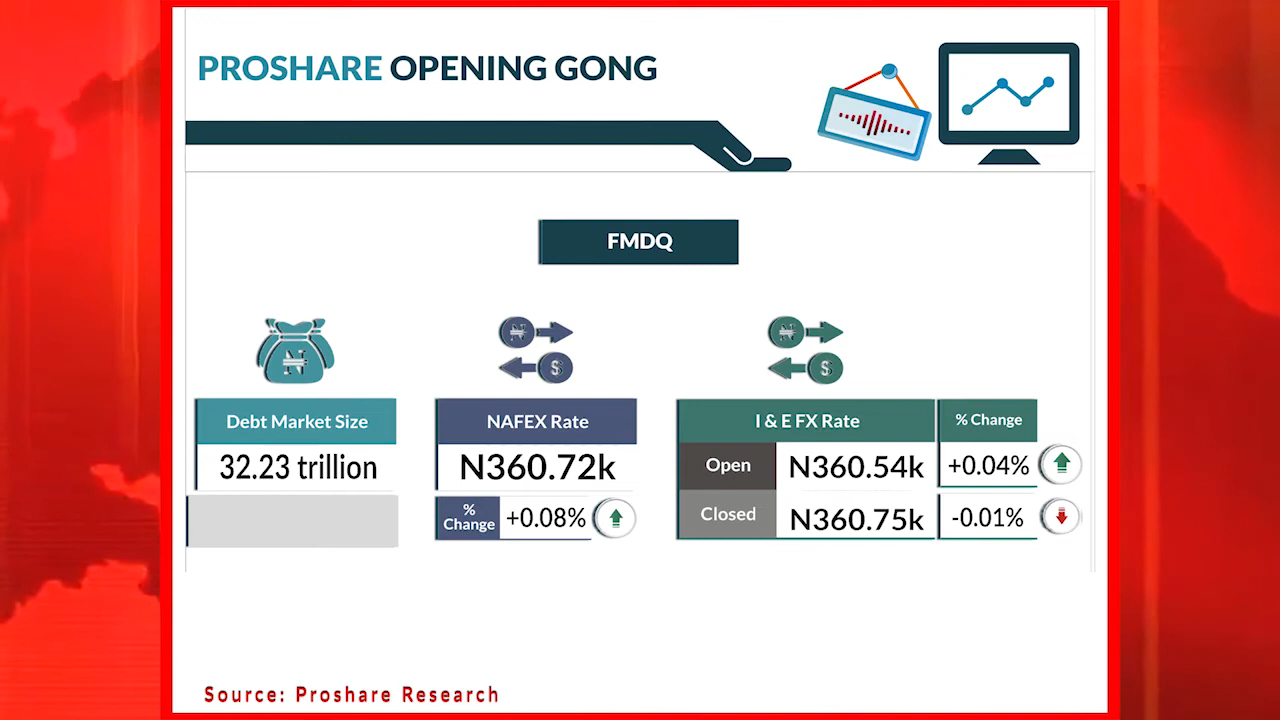 PROSHARE OPENING GONG
FMDQ
Debt Market Size
32.23 trillion
NAFEX Rate
N360.72k
%
Change
+0.08%
I & E FX Rate
% Change
Open
N360.54k
+0.04%
Closed
N360.75k
-0.01%
Source: Proshare Research